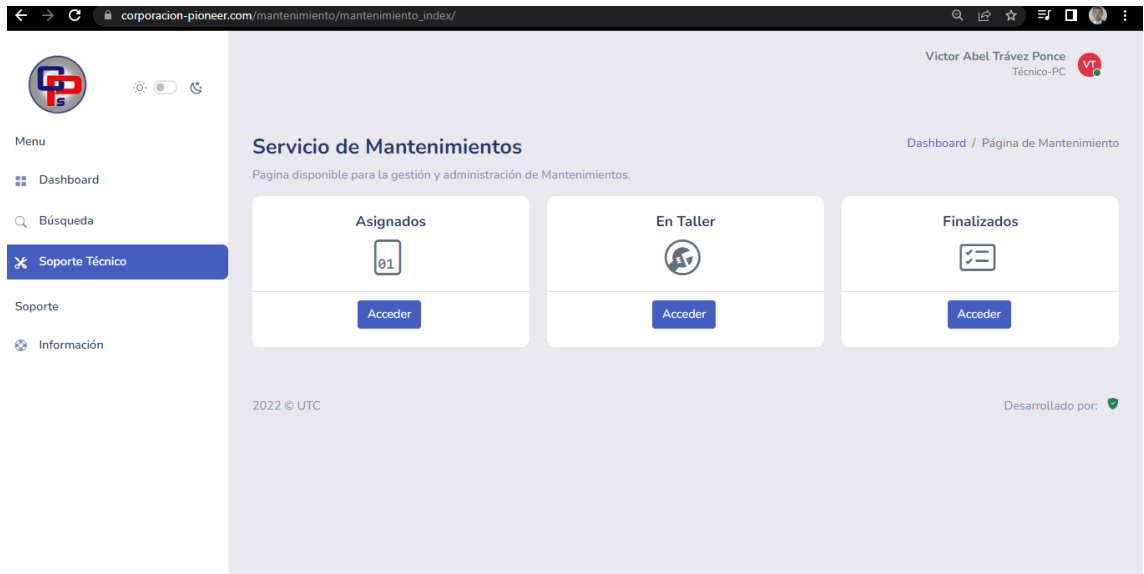 corporacion-pioneer.com/mantenimiento/mantenimiento_index/
Victor Abel Trávez Ponce
Técnico-PC
VT
CPPs
Menu
Dashboard
Búsqueda
Soporte Técnico
Soporte
Información
Servicio de Mantenimientos
Dashboard / Página de Mantenimiento
Pagina disponible para la gestión y administración de Mantenimientos.
Asignados
01
Acceder
En Taller
Acceder
Finalizados
Acceder
2022 © UTC
Desarrollado por: